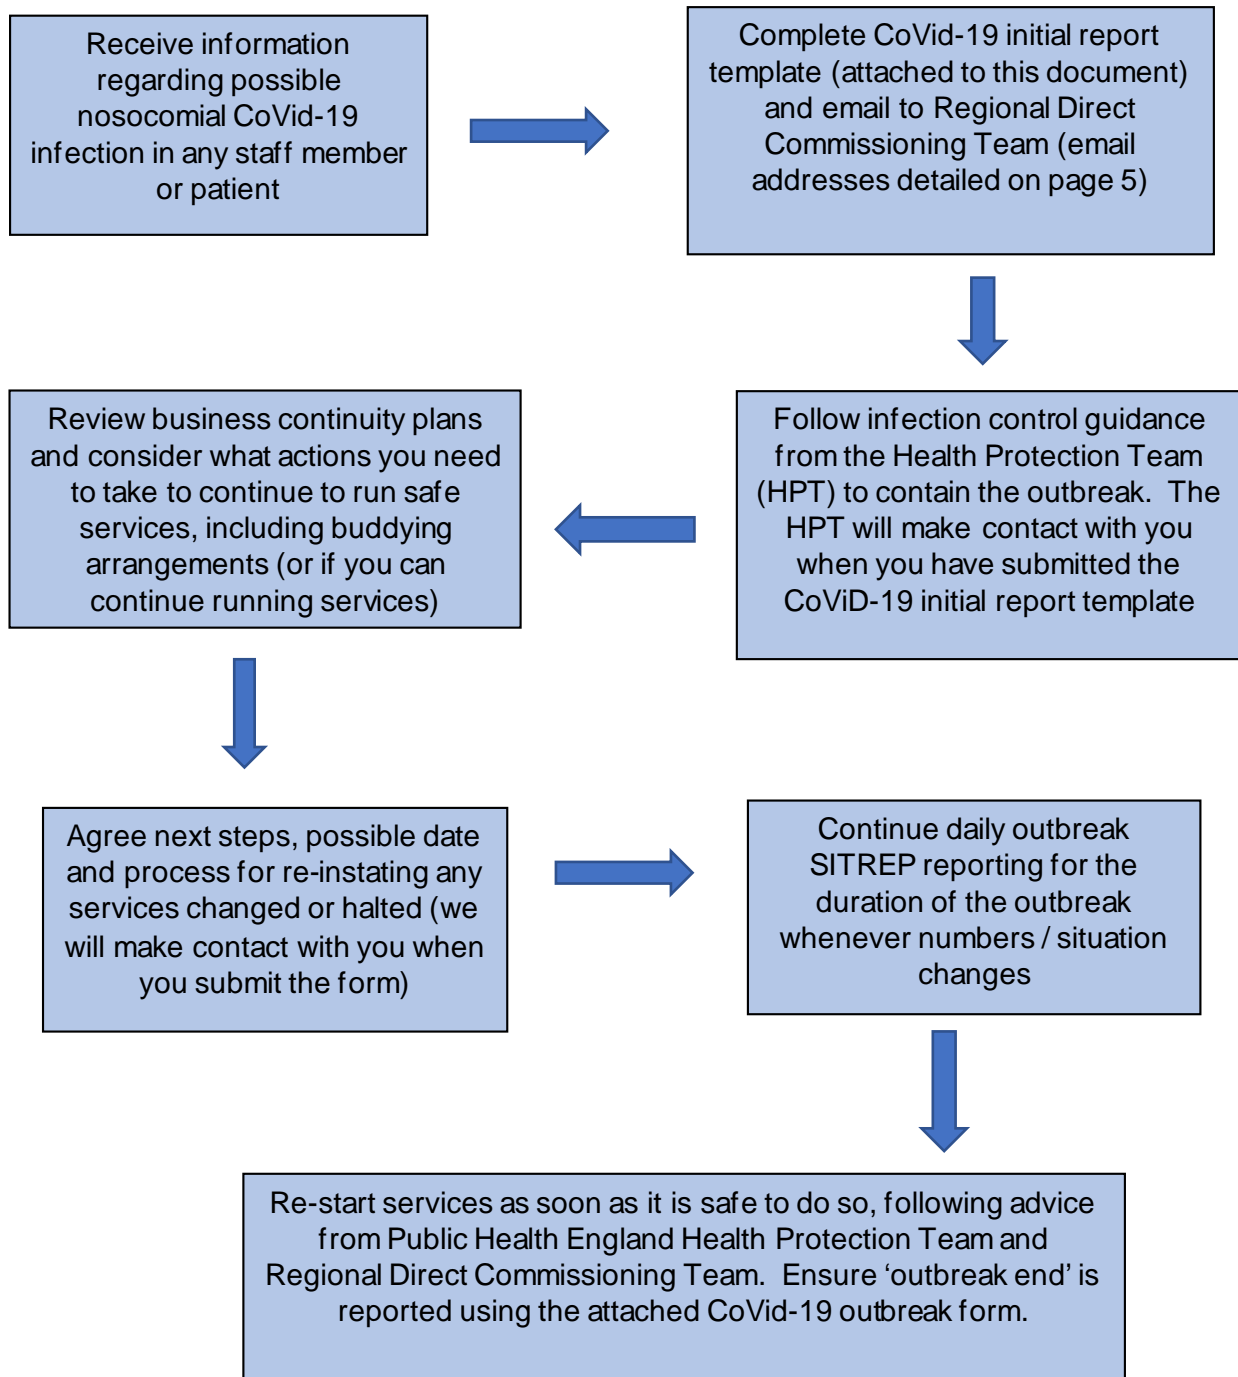 Receive information
regarding possible
nosocomial CoVid-19
infection in any staff member
or patient
Complete CoVid-19 initial report
template (attached to this document)
and email to Regional Direct
Commissioning Team (email
addresses detailed on page 5)
Follow infection control guidance
from the Health Protection Team
(HPT) to contain the outbreak.  The
HPT will make contact with you
when you have submitted the
CoViD-19 initial report template
Review business continuity plans
and consider what actions you need
to take to continue to run safe
services, including buddying
arrangements (or if you can
continue running services)
Agree next steps, possible date
and process for re-instating any
services changed or halted (we
will make contact with you when
you submit the form)
Continue daily outbreak
SITREP reporting for the
duration of the outbreak
whenever numbers / situation
changes
Re-start services as soon as it is safe to do so, following advice
from Public Health England Health Protection Team and
Regional Direct Commissioning Team.  Ensure ‘outbreak end’ is
reported using the attached CoVid-19 outbreak form.